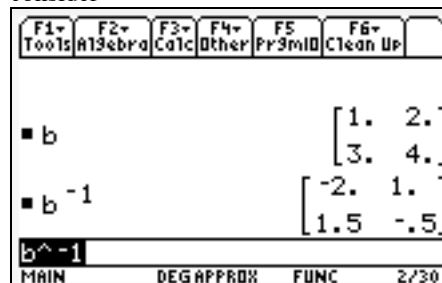 F1▾ F2▾ F3▾ F4▾ F5 F6▾
Tools Algebra Calc Other PrgmIO Clean Up
[1. 2.]
▪ b
[3. 4.]
▪ b ⁻¹
[⁻2. 1.]
[1.5 -.5]
b^-1
MAIN DEG APPROX FUNC 2/30